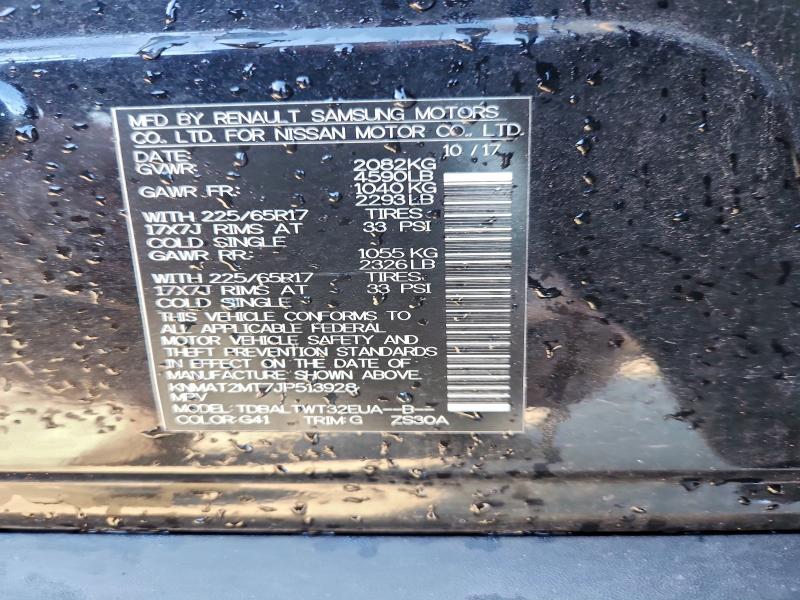 MFD BY RENAULT SAMSUNG MOTORS
CO., LTD. FOR NISSAN MOTOR CO., LTD.
DATE: 10 /17
GVWR: 2082KG
4590LB
GAWR FR: 1040 KG
2293 LB
WITH 225/65R17 TIRES
17X7J RIMS AT 33 PSI
COLD SINGLE
GAWR RR: 1055 KG
2326 LB
WITH 225/65R17 TIRES
17X7J RIMS AT 33 PSI
COLD SINGLE
THIS VEHICLE CONFORMS TO
ALL APPLICABLE FEDERAL
MOTOR VEHICLE SAFETY AND
THEFT PREVENTION STANDARDS
IN EFFECT ON THE DATE OF
MANUFACTURE SHOWN ABOVE.
KNMAT2MT7JP513928
MPV
MODEL: TDBALTWT32EUA--B--
COLOR: G41 TRIM: G ZS30A